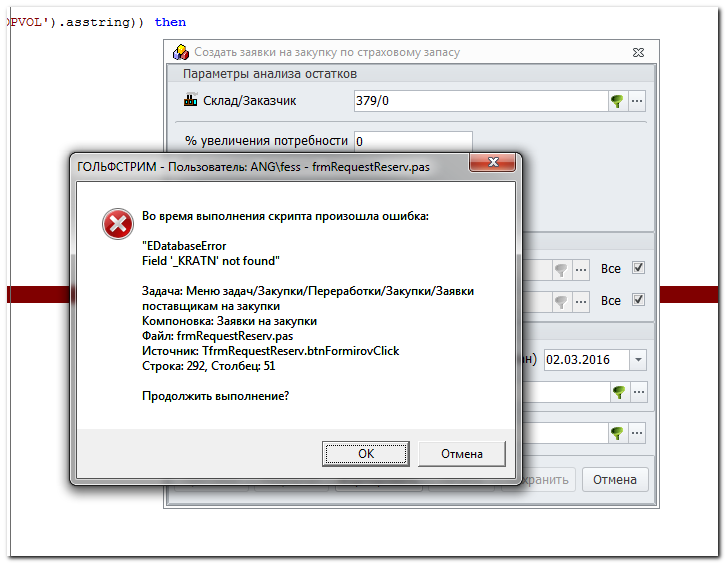 OPVOL').asstring)) then
Создать заявки на закупку по страховому запасу
Параметры анализа остатков
Склад/Заказчик
379/0
% увеличения потребности
0
ГОЛЬФСТРИМ - Пользователь: ANG\fess - frmRequestReserv.pas
Во время выполнения скрипта произошла ошибка:
"EDatabaseError
Field '_KRATN' not found"
Задача: Меню задач/Закупки/Переработки/Закупки/Заявки
поставщикам на закупки
Компоновка: Заявки на закупки
Файл: frmRequestReserv.pas
Источник: TfrmRequestReserv.btnFormirovClick
Строка: 292, Столбец: 51
Продолжить выполнение?
OK
Отмена
Все
Все
ан)
02.03.2016
хранить
Отмена